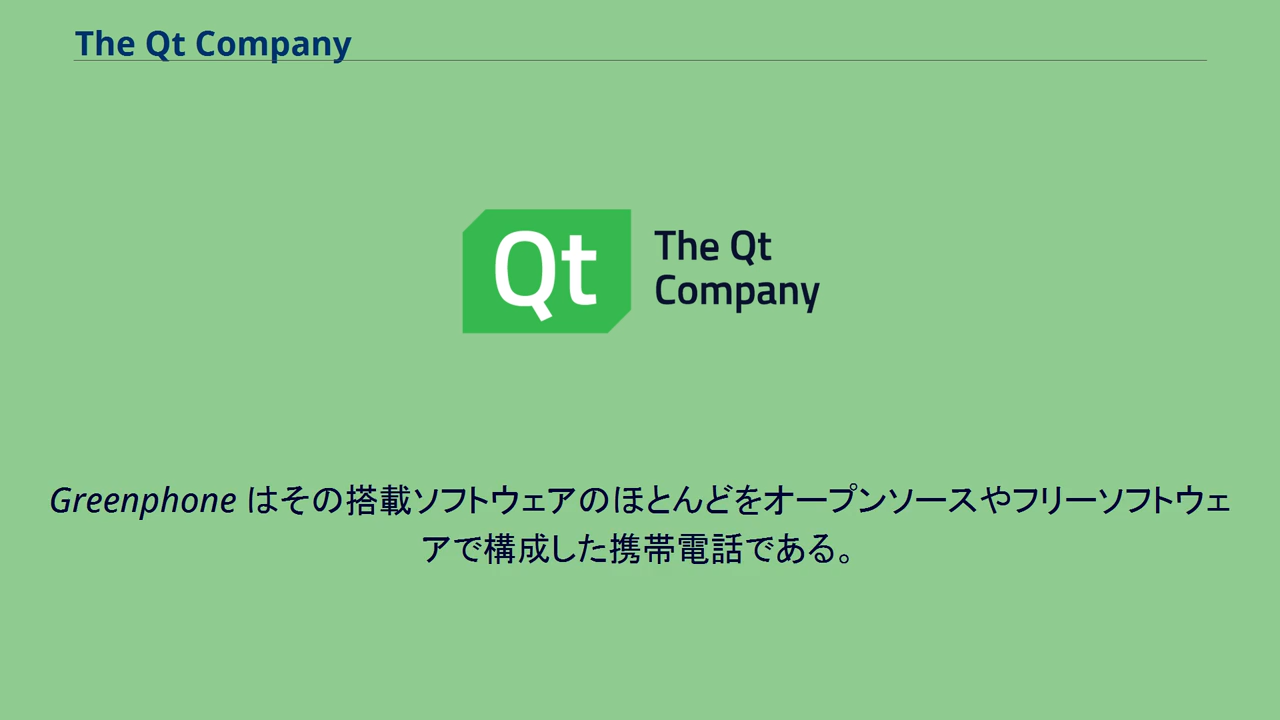 The Qt Company
Qt
The Qt
Company
Greenphone はその搭載ソフトウェアのほとんどをオープンソースやフリーソフトウェ
アで構成した携帯電話である。